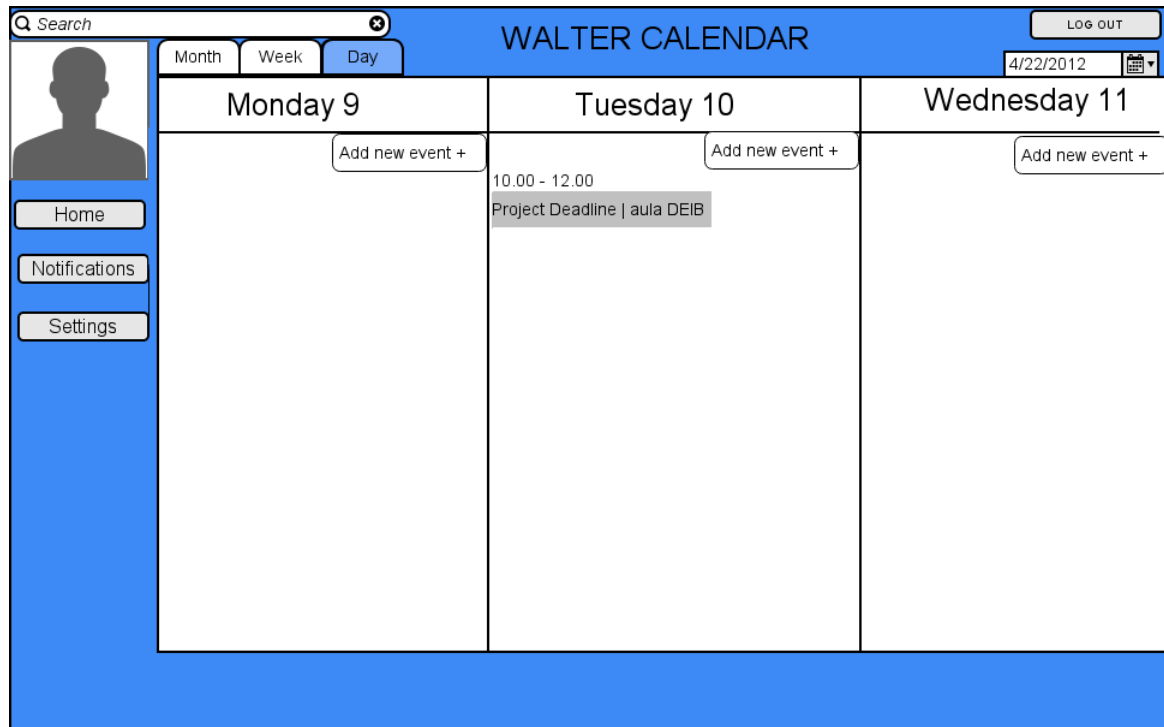 Search
WALTER CALENDAR
LOG OUT
Month Week Day
4/22/2012
Monday 9 Tuesday 10 Wednesday 11
Add new event + Add new event + Add new event +
10.00 - 12.00
Project Deadline | aula DEIB
Home
Notifications
Settings